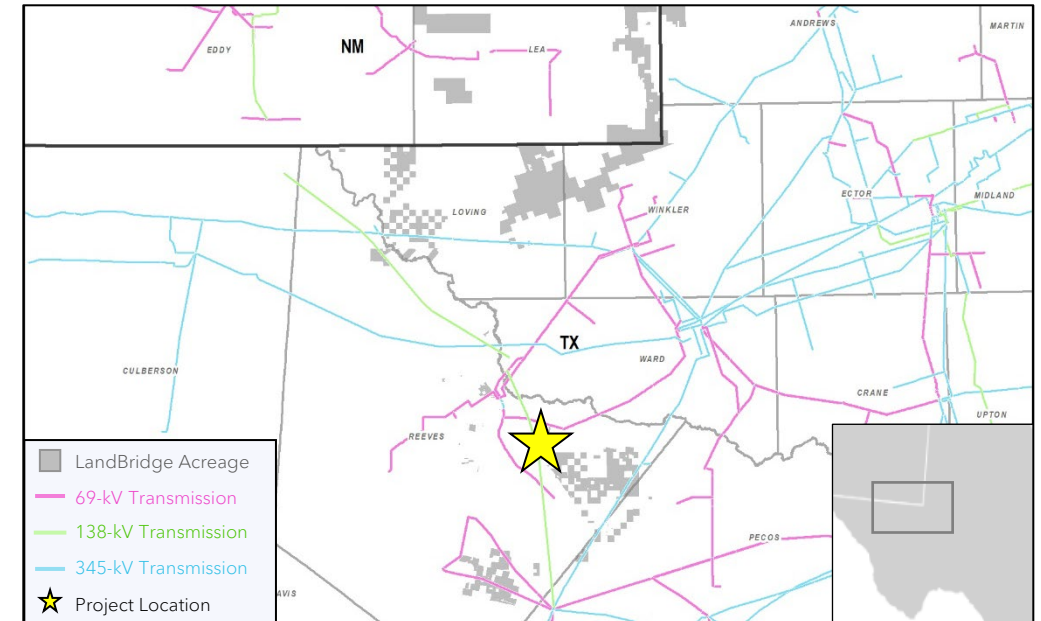 ANDREWS
MARTIN
EDDY
NM
LEA
ECTOR
MIDLAND
LOVING
WINKLER
TX
WARD
CULBERSON
CRANE
UPTON
REEVES
PECOS
AVIS
LandBridge Acreage
69-kV Transmission
138-kV Transmission
345-kV Transmission
Project Location